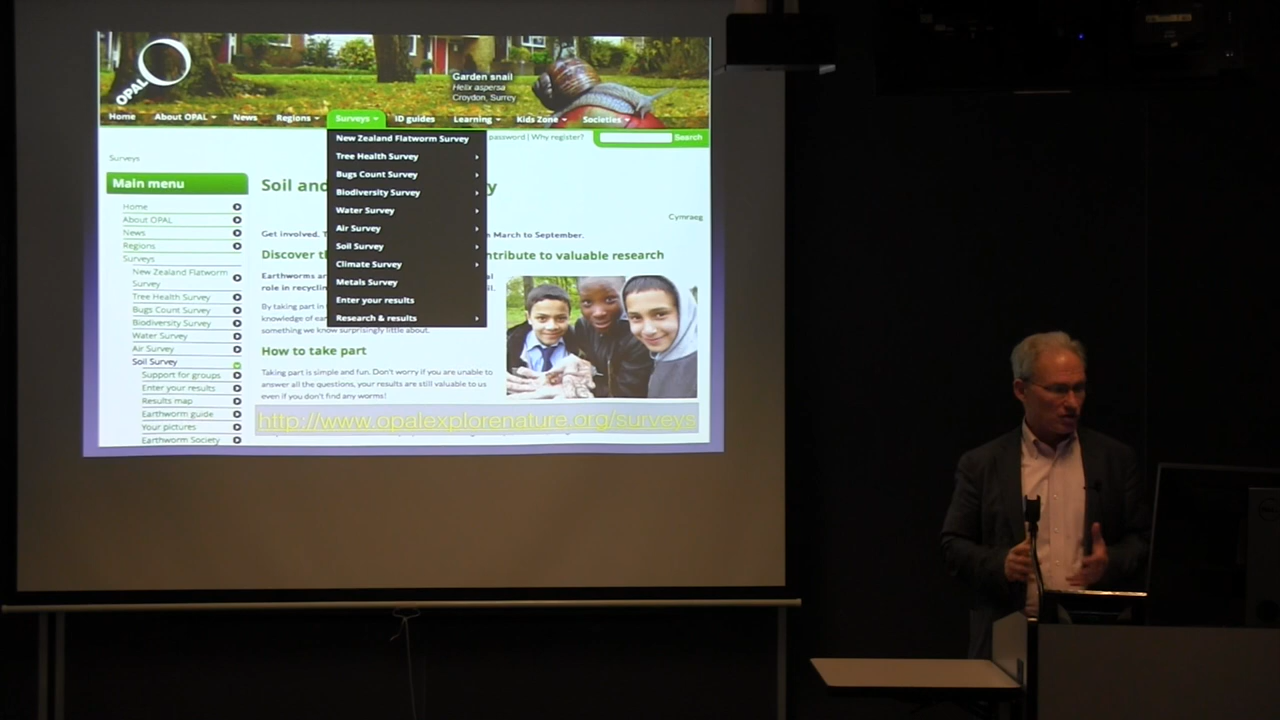 OPAL
Garden snail
Helix aspersa
Croydon, Surrey
Home About OPAL News Regions Surveys ID guides Learning Kids Zone Societies
password | Why register? Search
New Zealand Flatworm Survey
Tree Health Survey
Bugs Count Survey
Biodiversity Survey
Water Survey
Air Survey
Soil Survey
Climate Survey
Metals Survey
Enter your results
Research & results
Surveys
Main menu
Home
About OPAL
News
Regions
Surveys
New Zealand Flatworm
Survey
Tree Health Survey
Bugs Count Survey
Biodiversity Survey
Water Survey
Air Survey
Soil Survey
Support for groups
Enter your results
Results map
Earthworm guide
Your pictures
Earthworm Society
Soil and
Cymraeg
Get involved. March to September.
Discover to valuable research
Earthworms
role in
By taking part in
knowledge of
something we know surprisingly little about.
How to take part
Taking part is simple and fun. Don't worry if you are unable to
answer all the questions, your results are still valuable to us
even if you don't find any worms!
http://www.opalexplorenature.org/surveys